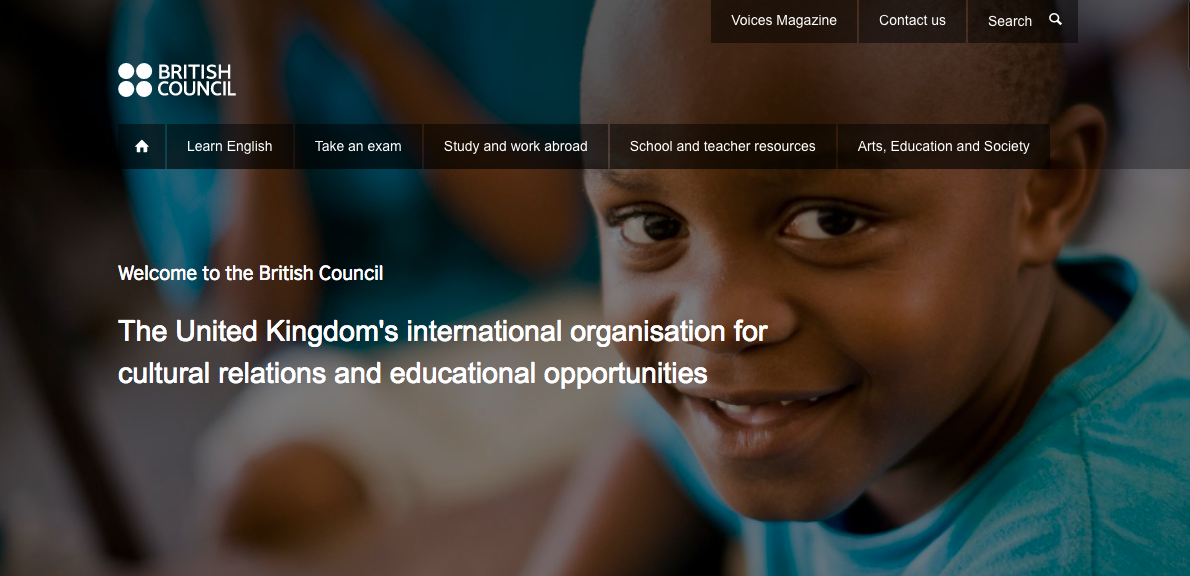 Voices Magazine
Contact us
Search
BRITISH
COUNCIL
Learn English
Take an exam
Study and work abroad
School and teacher resources
Arts, Education and Society
Welcome to the British Council
The United Kingdom's international organisation for
cultural relations and educational opportunities